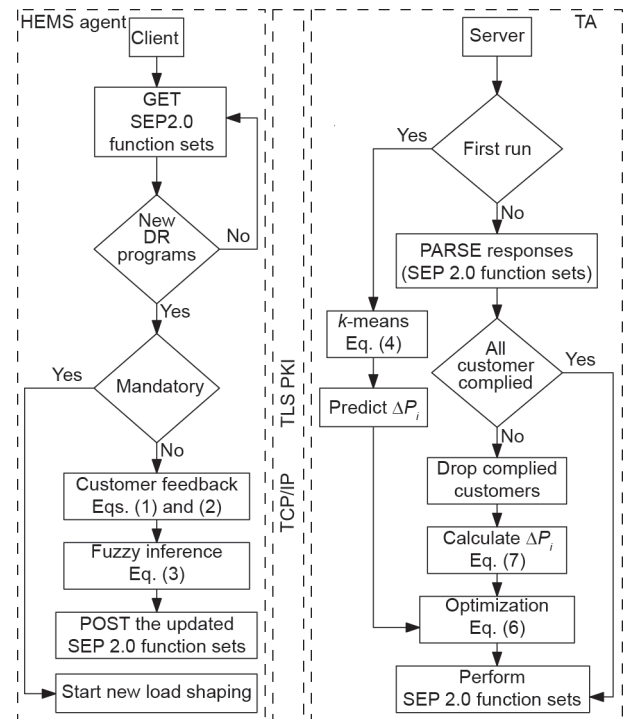 HEMS agent
Client
GET
SEP2.0
function sets
New
DR
programs
No
Yes
Mandatory
Yes
No
Customer feedback
Eqs. (1) and (2)
Fuzzy inference
Eq. (3)
POST the updated
SEP 2.0 function sets
Start new load shaping
TLS PKI
TCP/IP
TA
Server
First run
Yes
No
PARSE responses
(SEP 2.0 function sets)
k-means
Eq. (4)
Predict ΔPᵢ
All
customer
complied
Yes
No
Drop complied
customers
Calculate ΔPᵢ
Eq. (7)
Optimization
Eq. (6)
Perform
SEP 2.0 function sets